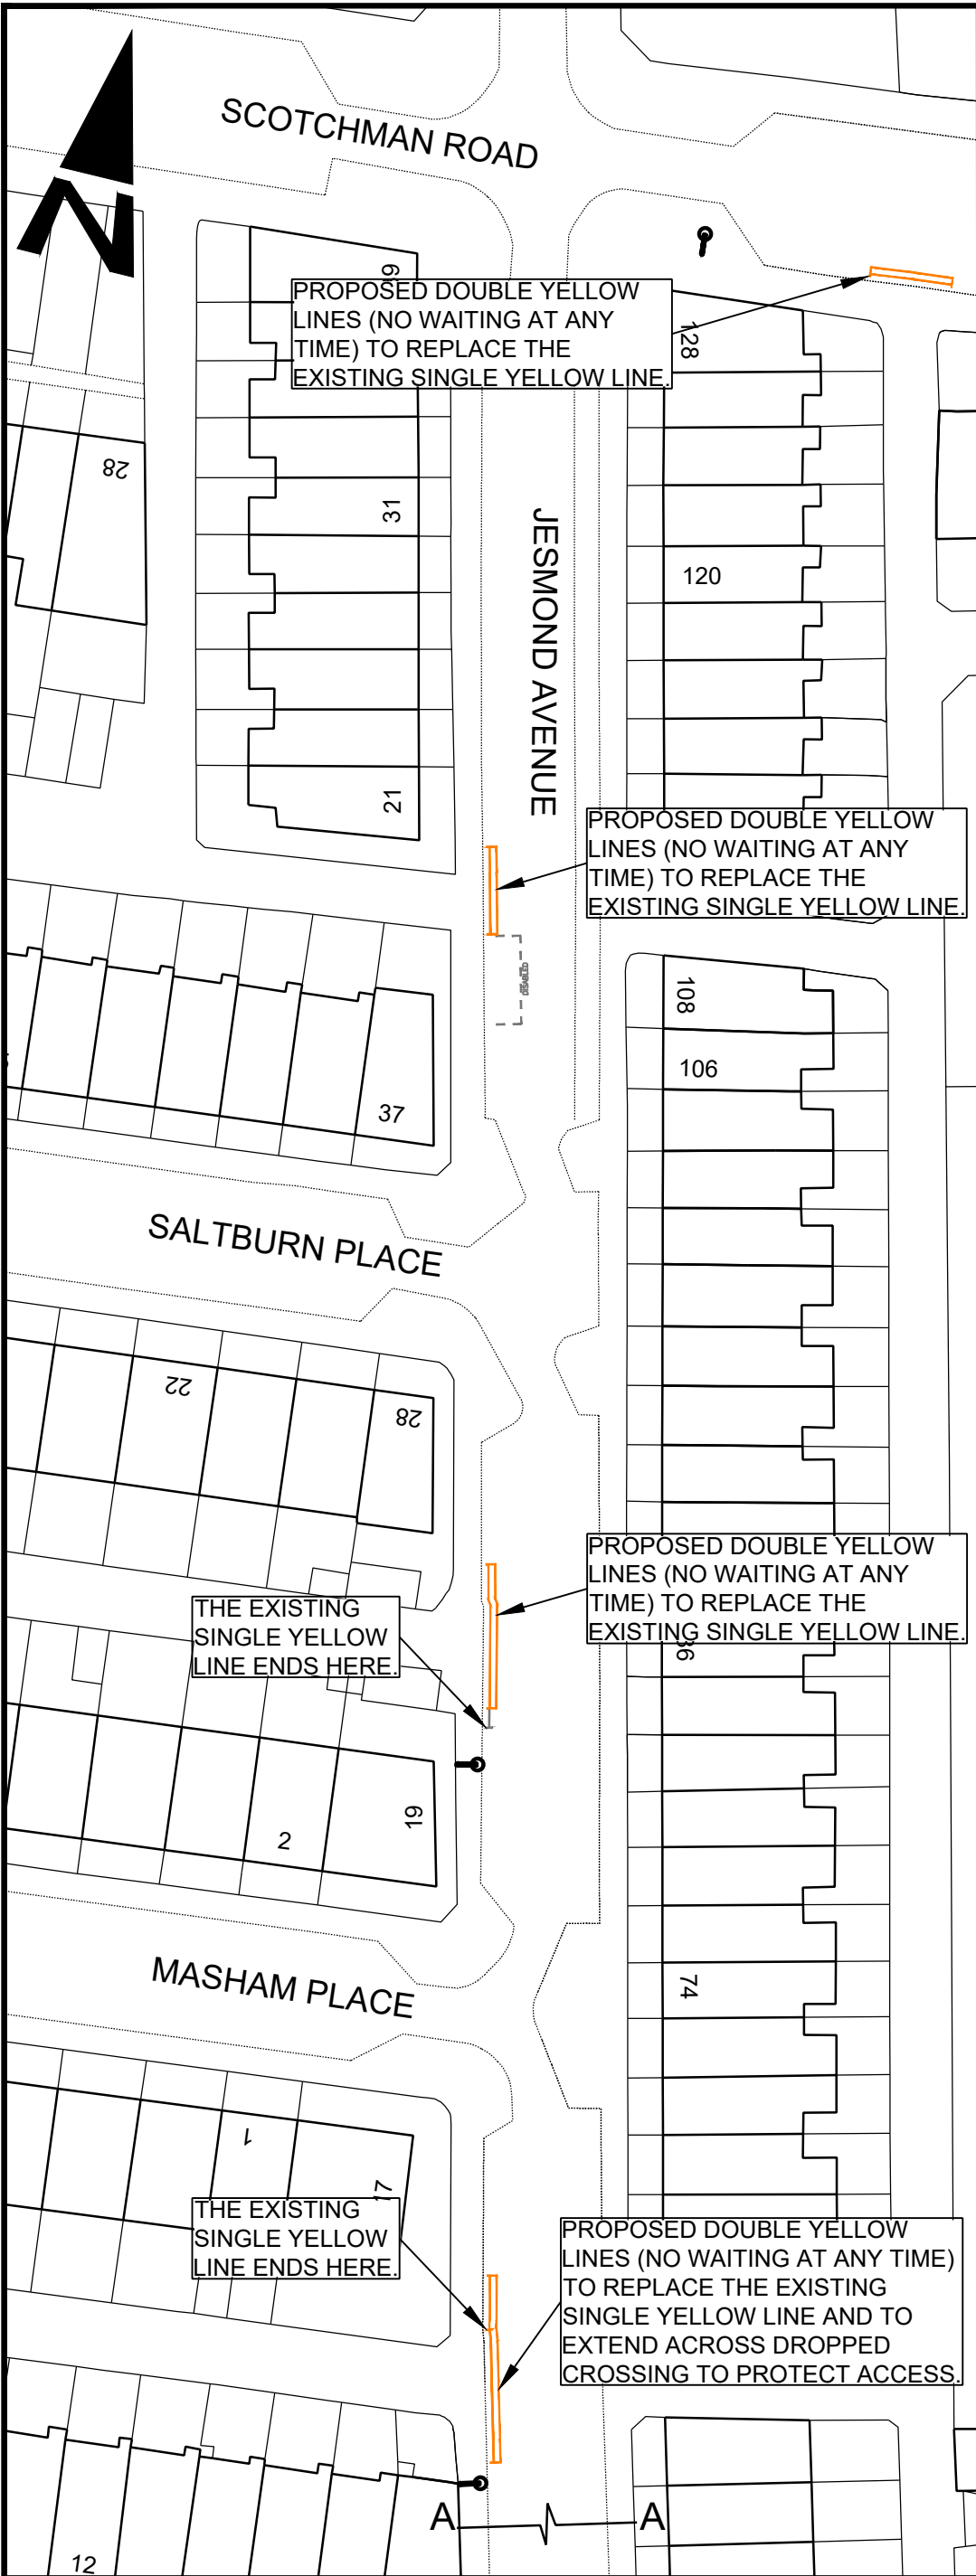 N
SCOTCHMAN ROAD
PROPOSED DOUBLE YELLOW
LINES (NO WAITING AT ANY
TIME) TO REPLACE THE
EXISTING SINGLE YELLOW LINE.
128
28
31
JESMOND AVENUE
120
21
PROPOSED DOUBLE YELLOW
LINES (NO WAITING AT ANY
TIME) TO REPLACE THE
EXISTING SINGLE YELLOW LINE.
DISABLED
108
106
37
SALTBURN PLACE
22
28
PROPOSED DOUBLE YELLOW
LINES (NO WAITING AT ANY
TIME) TO REPLACE THE
EXISTING SINGLE YELLOW LINE.
THE EXISTING
SINGLE YELLOW
LINE ENDS HERE.
19
2
MASHAM PLACE
74
1
17
THE EXISTING
SINGLE YELLOW
LINE ENDS HERE.
PROPOSED DOUBLE YELLOW
LINES (NO WAITING AT ANY TIME)
TO REPLACE THE EXISTING
SINGLE YELLOW LINE AND TO
EXTEND ACROSS DROPPED
CROSSING TO PROTECT ACCESS.
A A
12